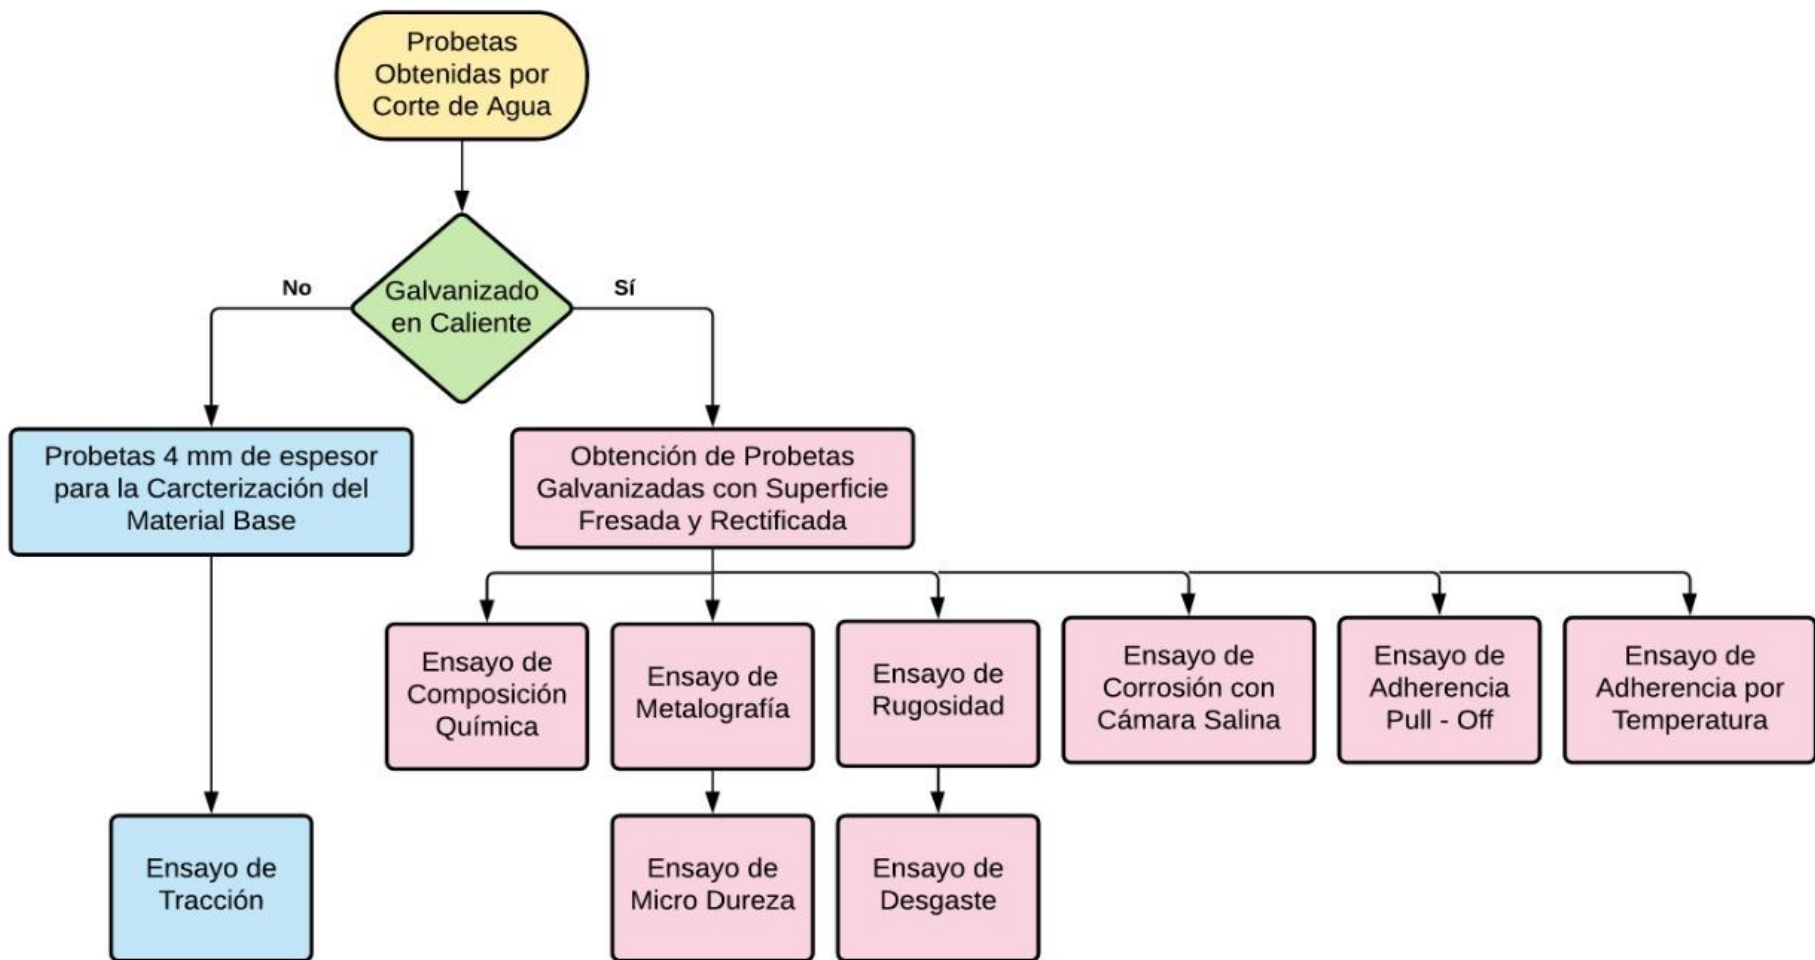 Probetas
Obtenidas por
Corte de Agua
No
Galvanizado
en Caliente
Sí
Probetas 4 mm de espesor
para la Carcterización del
Material Base
Obtención de Probetas
Galvanizadas con Superficie
Fresada y Rectificada
Ensayo de
Composición
Química
Ensayo de
Metalografía
Ensayo de
Rugosidad
Ensayo de
Corrosión con
Cámara Salina
Ensayo de
Adherencia
Pull - Off
Ensayo de
Adherencia por
Temperatura
Ensayo de
Tracción
Ensayo de
Micro Dureza
Ensayo de
Desgaste